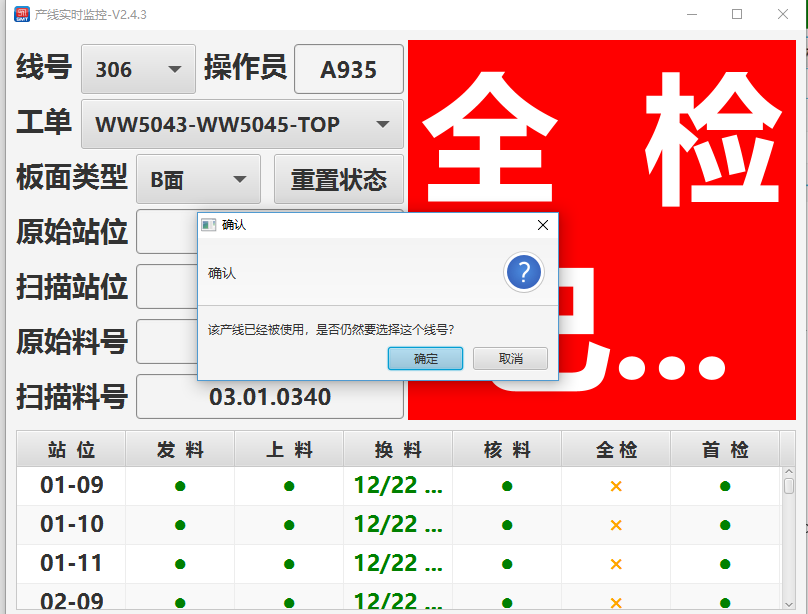 产线实时监控-V2.4.3
线号 306 操作员 A935
工单 WW5043-WW5045-TOP
板面类型 B面 重置状态
原始站位
扫描站位
原始料号
扫描料号 03.01.0340
全 检
...
确认
确认
该产线已经被使用，是否仍然要选择这个线号?
确定 取消
站 位 发 料 上 料 换 料 核 料 全 检 首 检
01-09 ● ● 12/22 ... ● × ●
01-10 ● ● 12/22 ... ● × ●
01-11 ● ● 12/22 ... ● × ●
02-09 ● ● 12/22 ... ● × ●